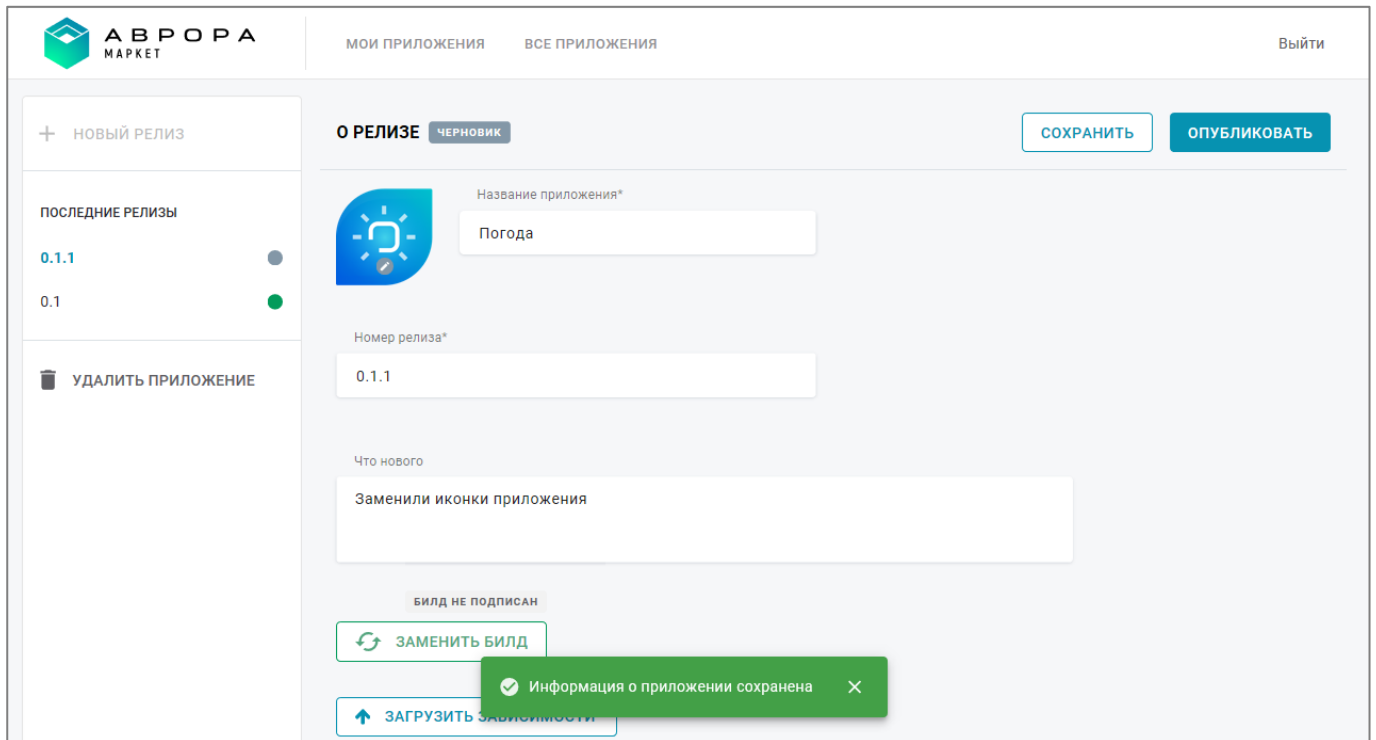 АВРОРА
МАРКЕТ
МОИ ПРИЛОЖЕНИЯ
ВСЕ ПРИЛОЖЕНИЯ
Выйти
НОВЫЙ РЕЛИЗ
ПОСЛЕДНИЕ РЕЛИЗЫ
0.1.1
0.1
УДАЛИТЬ ПРИЛОЖЕНИЕ
О РЕЛИЗЕ
ЧЕРНОВИК
СОХРАНИТЬ
ОПУБЛИКОВАТЬ
Название приложения*
Погода
Номер релиза*
0.1.1
Что нового
Заменили иконки приложения
БИЛД НЕ ПОДПИСАН
ЗАМЕНИТЬ БИЛД
Информация о приложении сохранена
ЗАГРУЗИТЬ ЗАВИСИМОСТИ